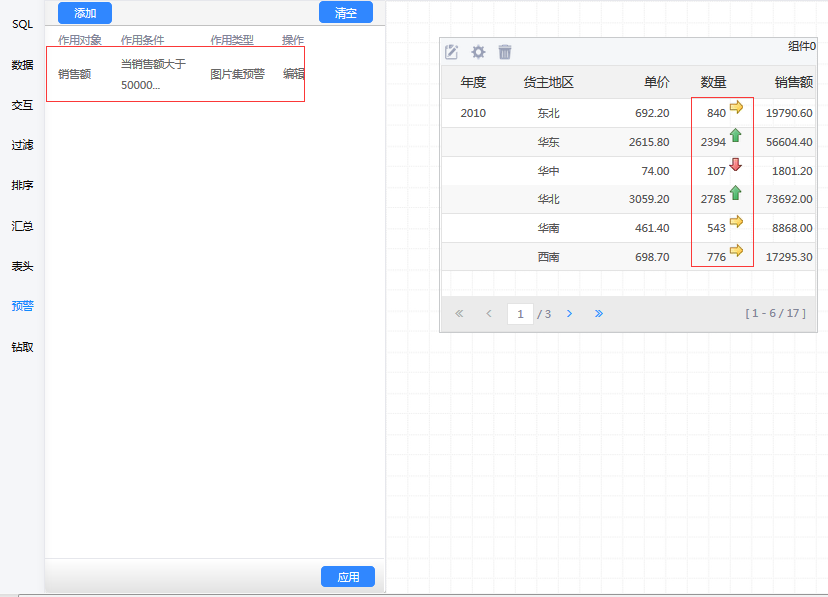 SQL
数据
交互
过滤
排序
汇总
表头
预警
钻取
添加 清空
作用对象 作用条件 作用类型 操作
销售额 当销售额大于 图片集预警 编辑
50000...
应用
组件0
年度 货主地区 单价 数量 销售额
2010 东北 692.20 840 19790.60
华东 2615.80 2394 56604.40
华中 74.00 107 1801.20
华北 3059.20 2785 73692.00
华南 461.40 543 8868.00
西南 698.70 776 17295.30
« ‹ 1 / 3 › » [ 1 - 6 / 17 ]